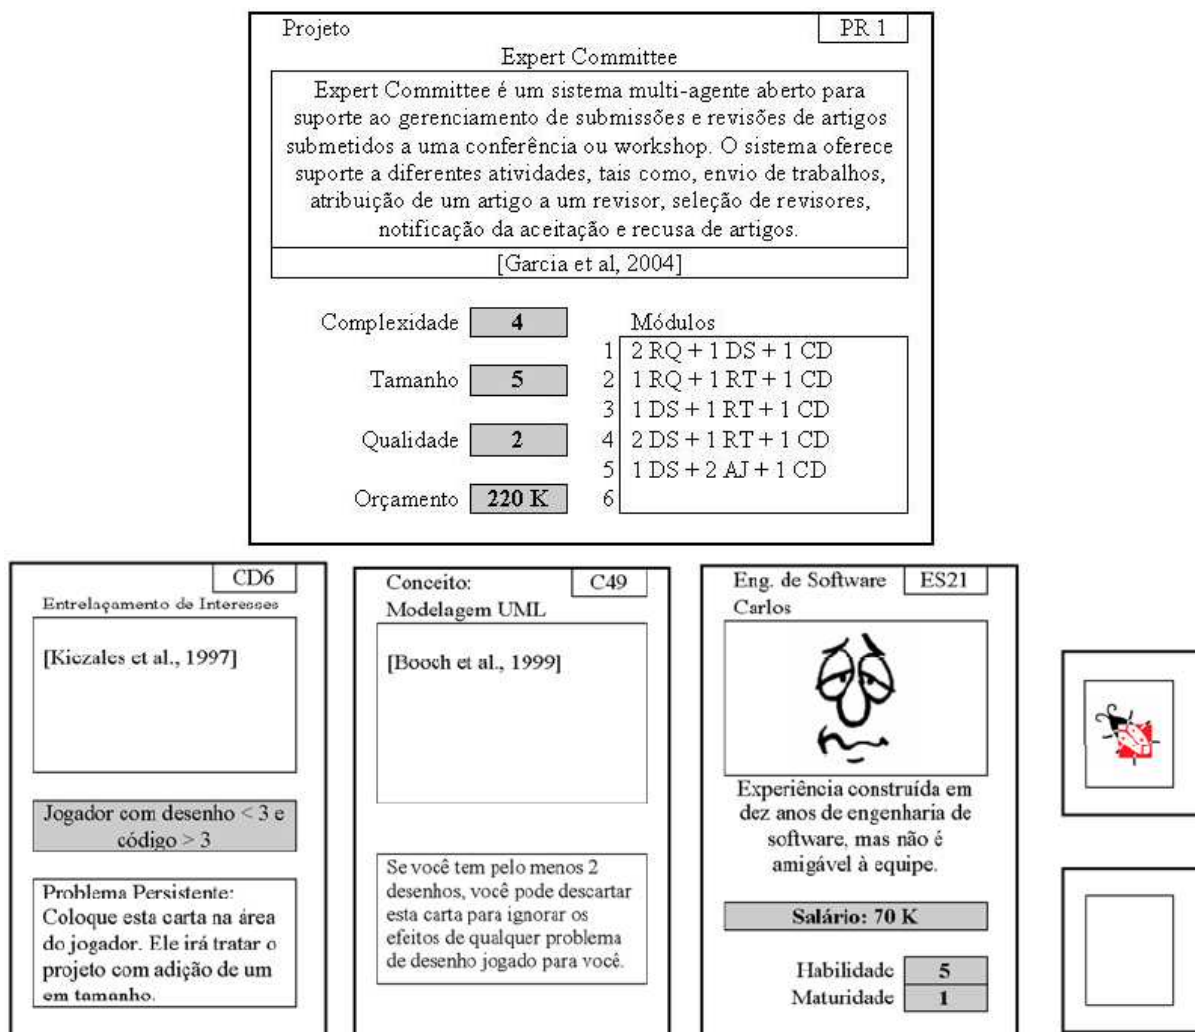 Projeto
PR 1
Expert Committee
Expert Committee é um sistema multi-agente aberto para
suporte ao gerenciamento de submissões e revisões de artigos
submetidos a uma conferência ou workshop. O sistema oferece
suporte a diferentes atividades, tais como, envio de trabalhos,
atribuição de um artigo a um revisor, seleção de revisores,
notificação da aceitação e recusa de artigos.
[Garcia et al, 2004]
Complexidade 4
Tamanho 5
Qualidade 2
Orçamento 220 K
Módulos
1 2 RQ + 1 DS + 1 CD
2 1 RQ + 1 RT + 1 CD
3 1 DS + 1 RT + 1 CD
4 2 DS + 1 RT + 1 CD
5 1 DS + 2 AJ + 1 CD
6
CD6
Entrelaçamento de Interesses
[Kiczales et al., 1997]
Jogador com desenho < 3 e
código > 3
Problema Persistente:
Coloque esta carta na área
do jogador. Ele irá tratar o
projeto com adição de um
em tamanho.
Conceito:
C49
Modelagem UML
[Booch et al., 1999]
Se você tem pelo menos 2
desenhos, você pode descartar
esta carta para ignorar os
efeitos de qualquer problema
de desenho jogado para você.
Eng. de Software
ES21
Carlos
Experiência construída em
dez anos de engenharia de
software, mas não é
amigável à equipe.
Salário: 70 K
Habilidade 5
Maturidade 1